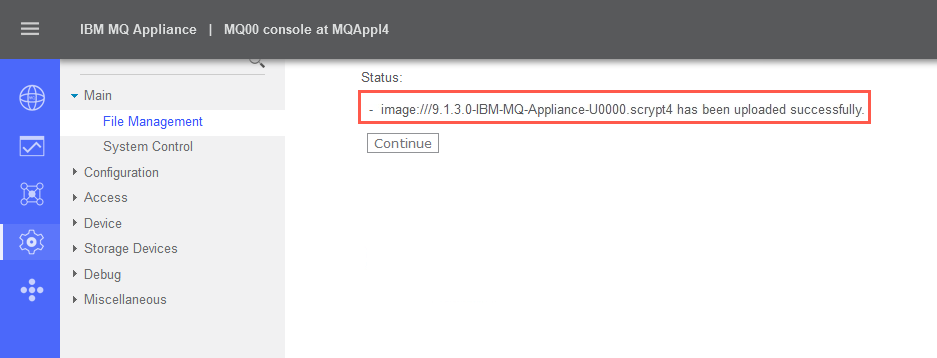 IBM MQ Appliance | MQ00 console at MQAppl4
Status:
- image:///9.1.3.0-IBM-MQ-Appliance-U0000.scrypt4 has been uploaded successfully.
Continue
Main
File Management
System Control
Configuration
Access
Device
Storage Devices
Debug
Miscellaneous